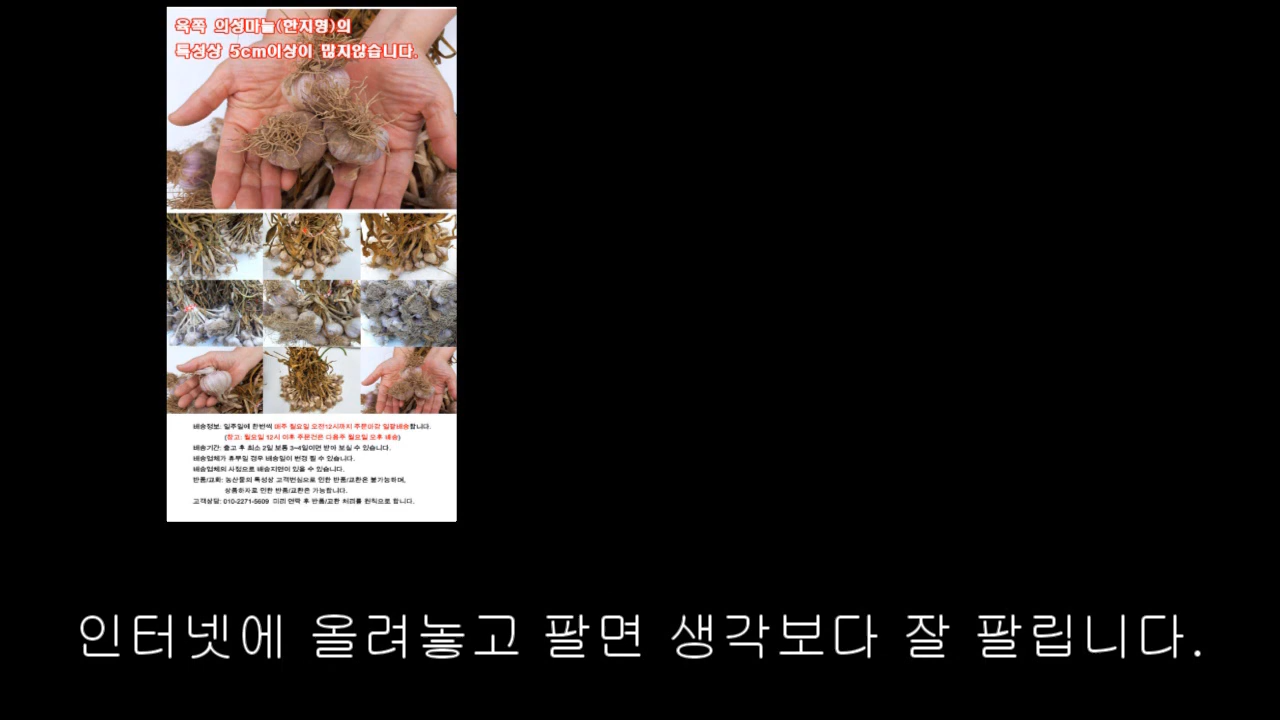 육쪽 의성마늘(한지형)의
특성상 5cm이상이 많지않습니다.
배송정보: 일주일에 한번씩 매주 월요일 오전12시까지 주문마감 일괄배송합니다.
(참고: 월요일 12시 이후 주문건은 다음주 월요일 오후 배송)
배송기간: 출고 후 최소 2일 보통 3~4일이면 받아 보실 수 있습니다.
배송업체가 휴무일 경우 배송일이 변경 될 수 있습니다.
배송업체의 사정으로 배송지연이 있을 수 있습니다.
반품/교환: 농산물의 특성상 고객변심으로 인한 반품/교환은 불가능하며,
상품하자로 인한 반품/교환은 가능합니다.
고객상담: 010-2271-5609 미리 연락 후 반품/교환 처리를 원칙으로 합니다.
인터넷에 올려놓고 팔면 생각보다 잘 팔립니다.